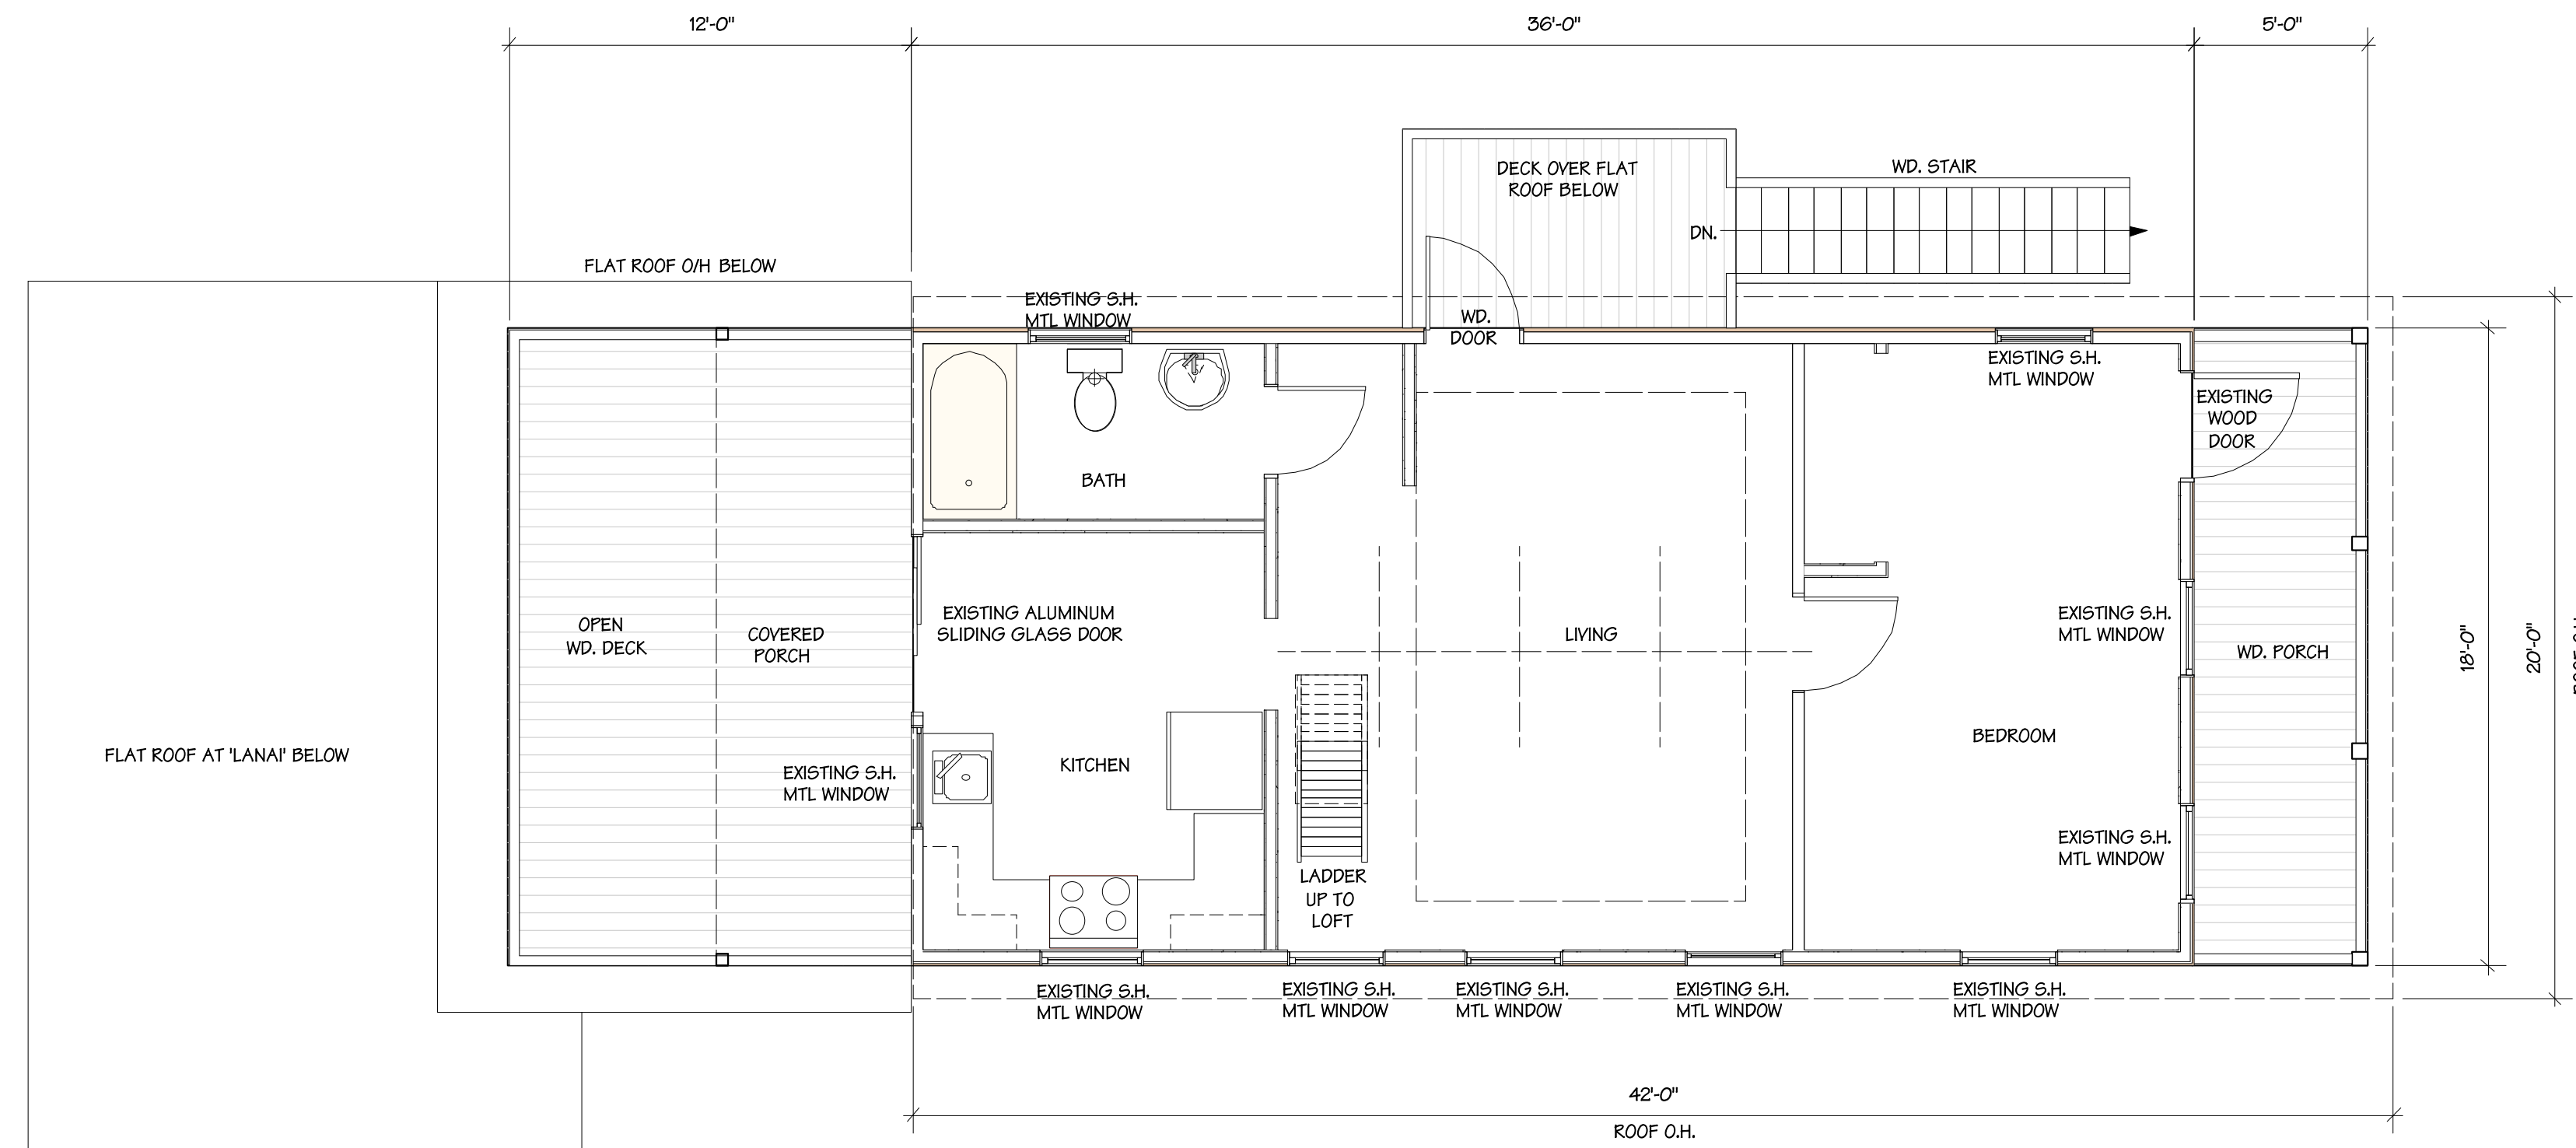 12'-0"
36'-0"
5'-0"
DECK OVER FLAT
ROOF BELOW
WD. STAIR
DN.
FLAT ROOF O/H BELOW
EXISTING S.H.
MTL WINDOW
WD.
DOOR
EXISTING S.H.
MTL WINDOW
EXISTING
WOOD
DOOR
BATH
EXISTING ALUMINUM
SLIDING GLASS DOOR
OPEN
WD. DECK
COVERED
PORCH
LIVING
EXISTING S.H.
MTL WINDOW
WD. PORCH
18'-0"
20'-0"
FLAT ROOF AT 'LANAI' BELOW
EXISTING S.H.
MTL WINDOW
KITCHEN
BEDROOM
EXISTING S.H.
MTL WINDOW
LADDER
UP TO
LOFT
EXISTING S.H.
MTL WINDOW
EXISTING S.H.
MTL WINDOW
EXISTING S.H.
MTL WINDOW
EXISTING S.H.
MTL WINDOW
EXISTING S.H.
MTL WINDOW
42'-0"
ROOF O.H.